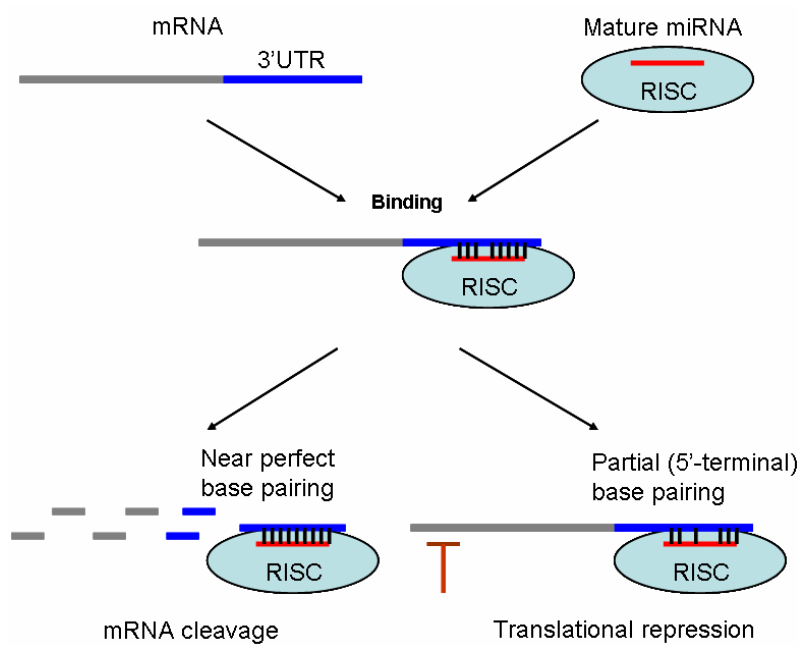 mRNA
3'UTR
Mature miRNA
RISC
Binding
RISC
Near perfect
base pairing
RISC
mRNA cleavage
Partial (5'-terminal)
base pairing
RISC
Translational repression